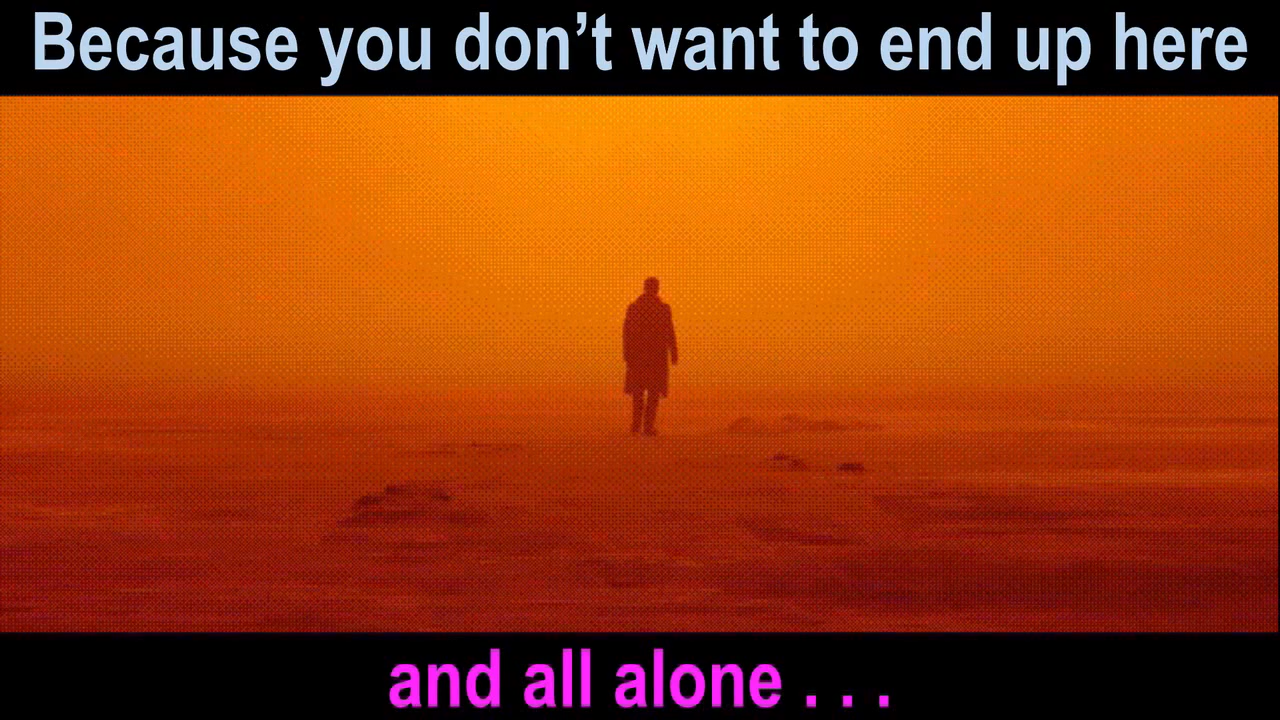 Because you don’t want to end up here
and all alone . . .